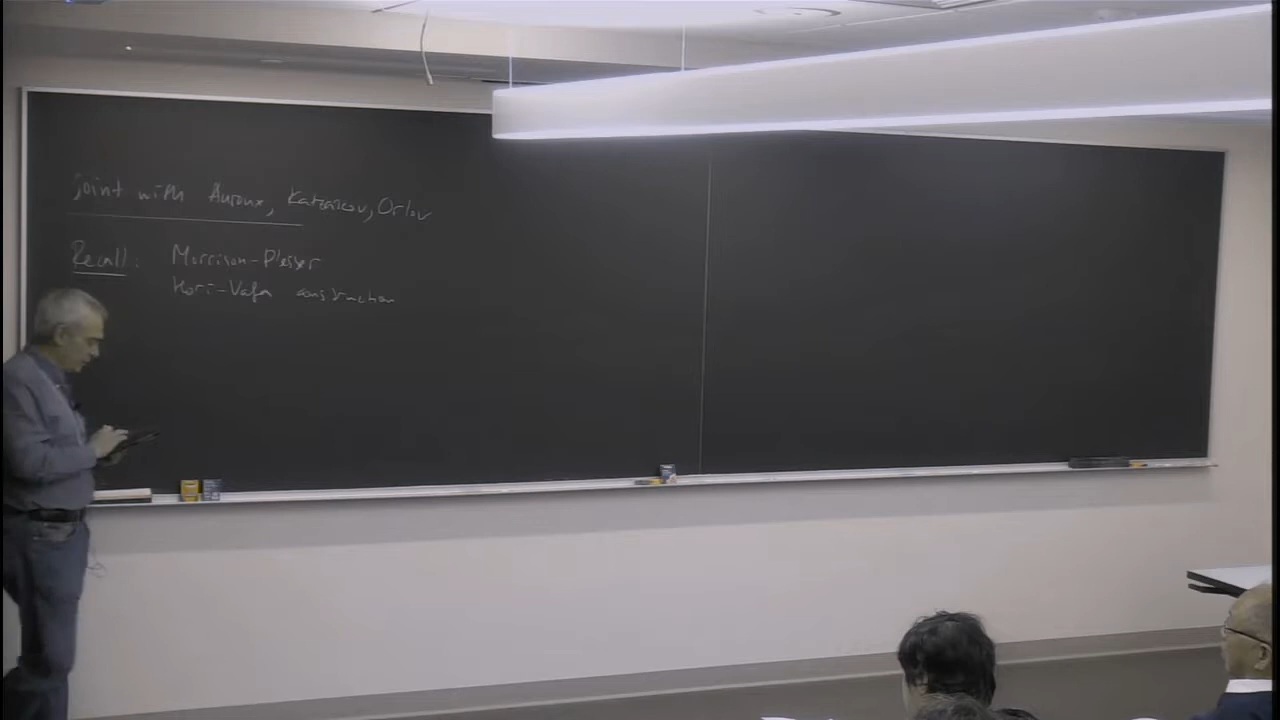 joint with Auroux, Katzarkov, Orlov
Recall: Morrison-Plesser
Hori-Vafa construction